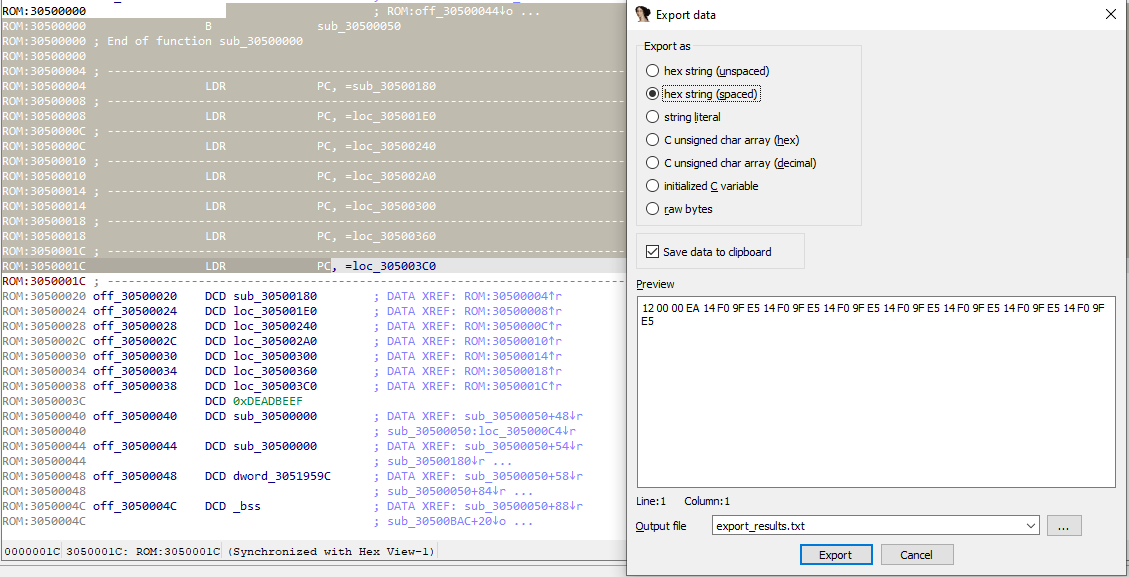 ROM:30500000 ; ROM:off_30500044↓o ...
ROM:30500000 B sub_30500050
ROM:30500000 ; End of function sub_30500000
ROM:30500000
ROM:30500004 ; ---------------------------------------------------------------------------
ROM:30500004 LDR PC, =sub_30500180
ROM:30500008 ; ---------------------------------------------------------------------------
ROM:30500008 LDR PC, =loc_305001E0
ROM:3050000C ; ---------------------------------------------------------------------------
ROM:3050000C LDR PC, =loc_30500240
ROM:30500010 ; ---------------------------------------------------------------------------
ROM:30500010 LDR PC, =loc_305002A0
ROM:30500014 ; ---------------------------------------------------------------------------
ROM:30500014 LDR PC, =loc_30500300
ROM:30500018 ; ---------------------------------------------------------------------------
ROM:30500018 LDR PC, =loc_30500360
ROM:3050001C ; ---------------------------------------------------------------------------
ROM:3050001C LDR PC, =loc_305003C0
ROM:3050001C ; ---------------------------------------------------------------------------
ROM:30500020 off_30500020 DCD sub_30500180 ; DATA XREF: ROM:30500004↑r
ROM:30500024 off_30500024 DCD loc_305001E0 ; DATA XREF: ROM:30500008↑r
ROM:30500028 off_30500028 DCD loc_30500240 ; DATA XREF: ROM:3050000C↑r
ROM:3050002C off_3050002C DCD loc_305002A0 ; DATA XREF: ROM:30500010↑r
ROM:30500030 off_30500030 DCD loc_30500300 ; DATA XREF: ROM:30500014↑r
ROM:30500034 off_30500034 DCD loc_30500360 ; DATA XREF: ROM:30500018↑r
ROM:30500038 off_30500038 DCD loc_305003C0 ; DATA XREF: ROM:3050001C↑r
ROM:3050003C DCD 0xDEADBEEF
ROM:30500040 off_30500040 DCD sub_30500000 ; DATA XREF: sub_30500050+48↓r
ROM:30500040 ; sub_30500050:loc_305000C4↓r
ROM:30500044 off_30500044 DCD sub_30500000 ; DATA XREF: sub_30500050+54↓r
ROM:30500044 ; sub_30500180↓r ...
ROM:30500048 off_30500048 DCD dword_3051959C ; DATA XREF: sub_30500050+58↓r
ROM:30500048 ; sub_30500050+84↓r ...
ROM:3050004C off_3050004C DCD _bss ; DATA XREF: sub_30500050+88↓r
ROM:3050004C ; sub_30500BAC+20↓o ...
0000001C 3050001C: ROM:3050001C (Synchronized with Hex View-1)
Export data
Export as
hex string (unspaced)
hex string (spaced)
string literal
C unsigned char array (hex)
C unsigned char array (decimal)
initialized C variable
raw bytes
Save data to clipboard
Preview
12 00 00 EA 14 F0 9F E5 14 F0 9F E5 14 F0 9F E5 14 F0 9F E5 14 F0 9F E5 14 F0 9F E5 14 F0 9F
E5
Line:1 Column:1
Output file export_results.txt ...
Export Cancel